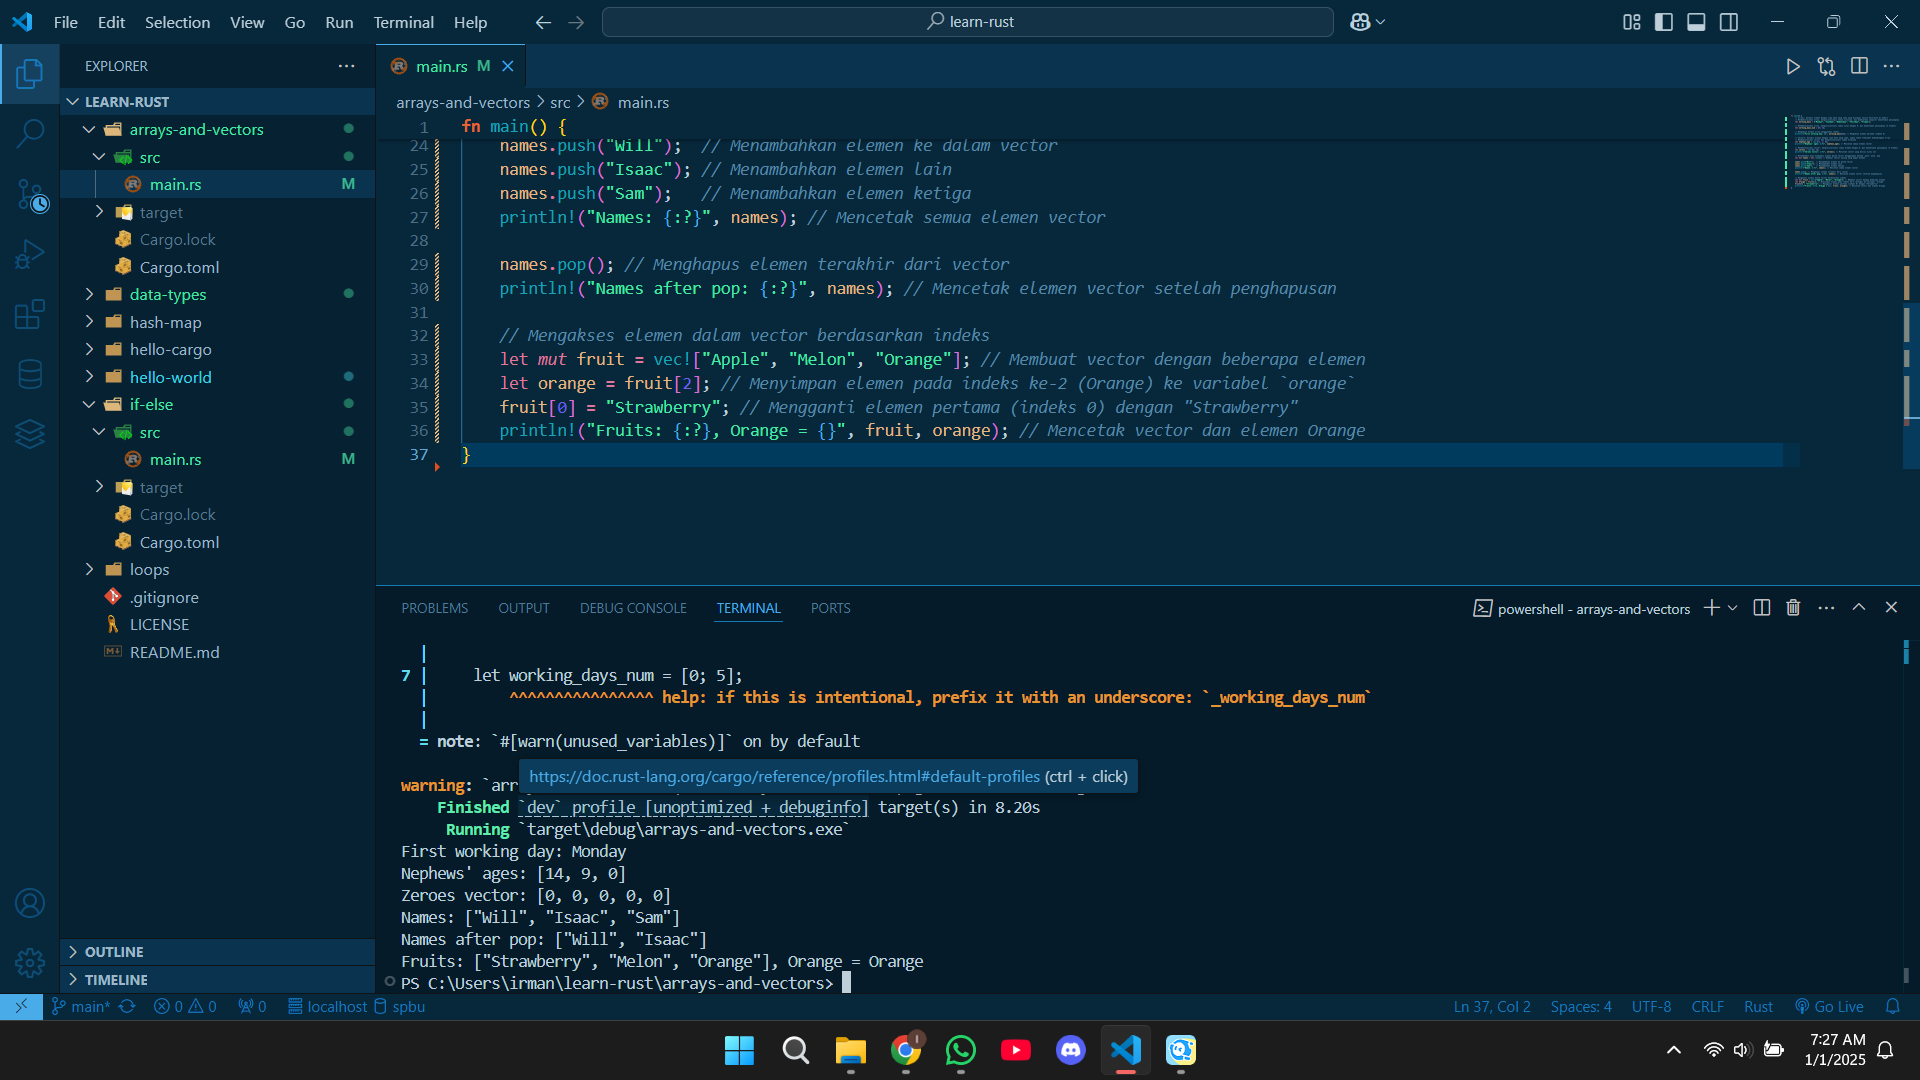 File Edit Selection View Go Run Terminal Help
learn-rust
EXPLORER
LEARN-RUST
arrays-and-vectors
src
main.rs M
target
Cargo.lock
Cargo.toml
data-types
hash-map
hello-cargo
hello-world
if-else
src
main.rs M
target
Cargo.lock
Cargo.toml
loops
.gitignore
LICENSE
README.md
OUTLINE
TIMELINE
main.rs M
arrays-and-vectors > src > main.rs
1 fn main() {
24 names.push("Will"); // Menambahkan elemen ke dalam vector
25 names.push("Isaac"); // Menambahkan elemen lain
26 names.push("Sam"); // Menambahkan elemen ketiga
27 println!("Names: {:?}", names); // Mencetak semua elemen vector
28
29 names.pop(); // Menghapus elemen terakhir dari vector
30 println!("Names after pop: {:?}", names); // Mencetak elemen vector setelah penghapusan
31
32 // Mengakses elemen dalam vector berdasarkan indeks
33 let mut fruit = vec!["Apple", "Melon", "Orange"]; // Membuat vector dengan beberapa elemen
34 let orange = fruit[2]; // Menyimpan elemen pada indeks ke-2 (Orange) ke variabel `orange`
35 fruit[0] = "Strawberry"; // Mengganti elemen pertama (indeks 0) dengan "Strawberry"
36 println!("Fruits: {:?}, Orange = {}", fruit, orange); // Mencetak vector dan elemen Orange
37 }
PROBLEMS OUTPUT DEBUG CONSOLE TERMINAL PORTS
powershell - arrays-and-vectors
|
7 | let working_days_num = [0; 5];
| ^^^^^^^^^^^^^^^^ help: if this is intentional, prefix it with an underscore: `_working_days_num`
|
= note: `#[warn(unused_variables)]` on by default
https://doc.rust-lang.org/cargo/reference/profiles.html#default-profiles (ctrl + click)
warning: `arr
Finished `dev` profile [unoptimized + debuginfo] target(s) in 8.20s
Running `target\debug\arrays-and-vectors.exe`
First working day: Monday
Nephews' ages: [14, 9, 0]
Zeroes vector: [0, 0, 0, 0, 0]
Names: ["Will", "Isaac", "Sam"]
Names after pop: ["Will", "Isaac"]
Fruits: ["Strawberry", "Melon", "Orange"], Orange = Orange
PS C:\Users\irman\learn-rust\arrays-and-vectors>
main* 0 0 0 localhost spbu
Ln 37, Col 2 Spaces: 4 UTF-8 CRLF Rust Go Live
7:27 AM
1/1/2025